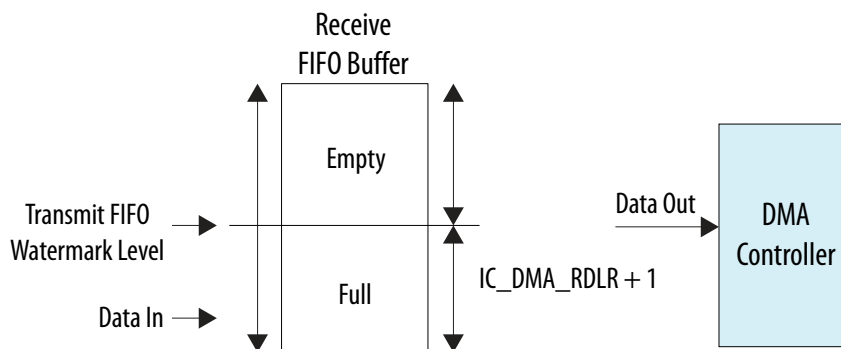 Receive
FIFO Buffer
Empty
Transmit FIFO
Watermark Level
Data Out
DMA
Controller
IC_DMA_RDLR + 1
Full
Data In